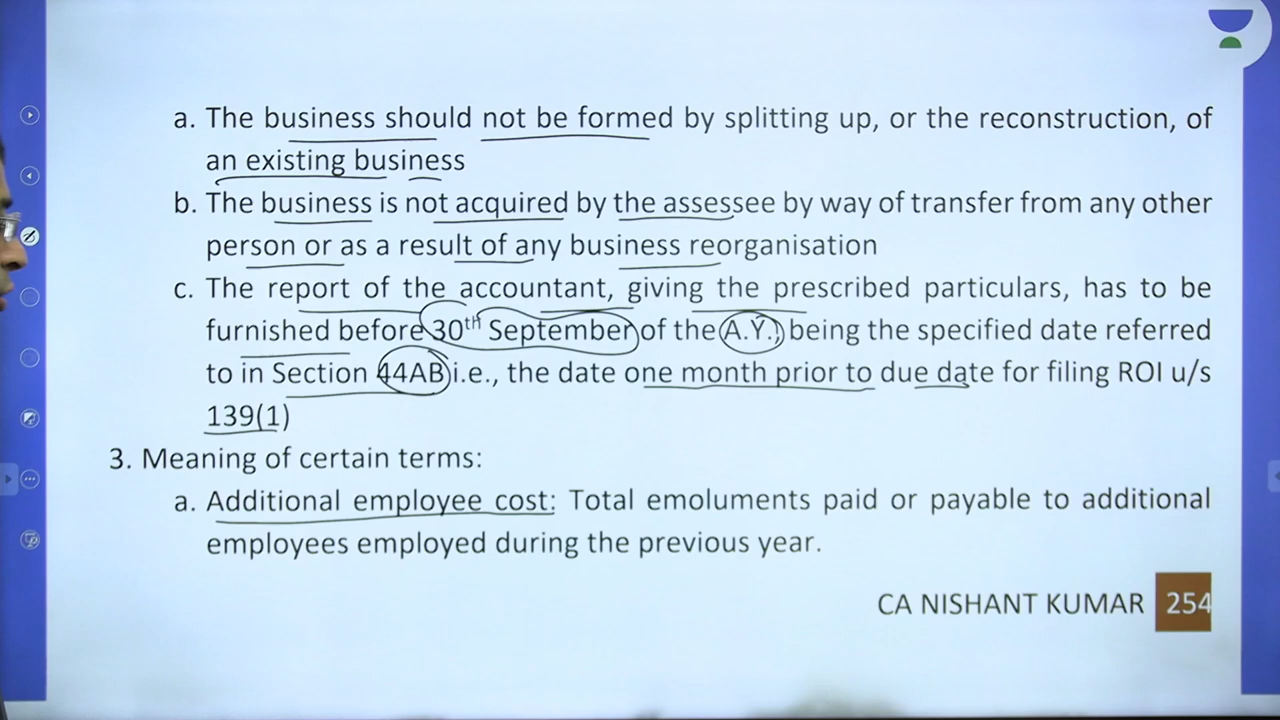 a. The business should not be formed by splitting up, or the reconstruction, of
an existing business
b. The business is not acquired by the assessee by way of transfer from any other
person or as a result of any business reorganisation
c. The report of the accountant, giving the prescribed particulars, has to be
furnished before 30th September of the A.Y., being the specified date referred
to in Section 44AB i.e., the date one month prior to due date for filing ROI u/s
139(1)
3. Meaning of certain terms:
a. Additional employee cost: Total emoluments paid or payable to additional
employees employed during the previous year.
CA NISHANT KUMAR 254